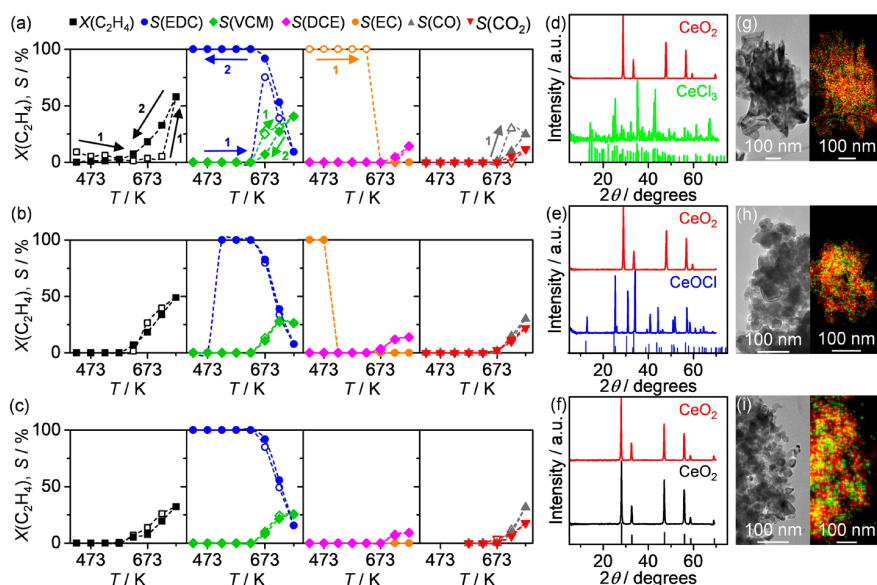 X(C₂H₄) S(EDC) S(VCM) S(DCE) S(EC) S(CO) S(CO₂)
(a)
X(C₂H₄), S / %
100
50
0
1
2
2
1
1
2
1
1
473 673 473 673 473 673 473 673
T / K T / K T / K T / K
(b)
X(C₂H₄), S / %
100
50
0
473 673 473 673 473 673 473 673
T / K T / K T / K T / K
(c)
X(C₂H₄), S / %
100
50
0
473 673 473 673 473 673 473 673
T / K T / K T / K T / K
(d)
Intensity / a.u.
CeO₂
CeCl₃
20 40 60
2θ / degrees
(e)
Intensity / a.u.
CeO₂
CeOCl
20 40 60
2θ / degrees
(f)
Intensity / a.u.
CeO₂
CeO₂
20 40 60
2θ / degrees
(g)
100 nm 100 nm
(h)
100 nm 100 nm
(i)
100 nm 100 nm